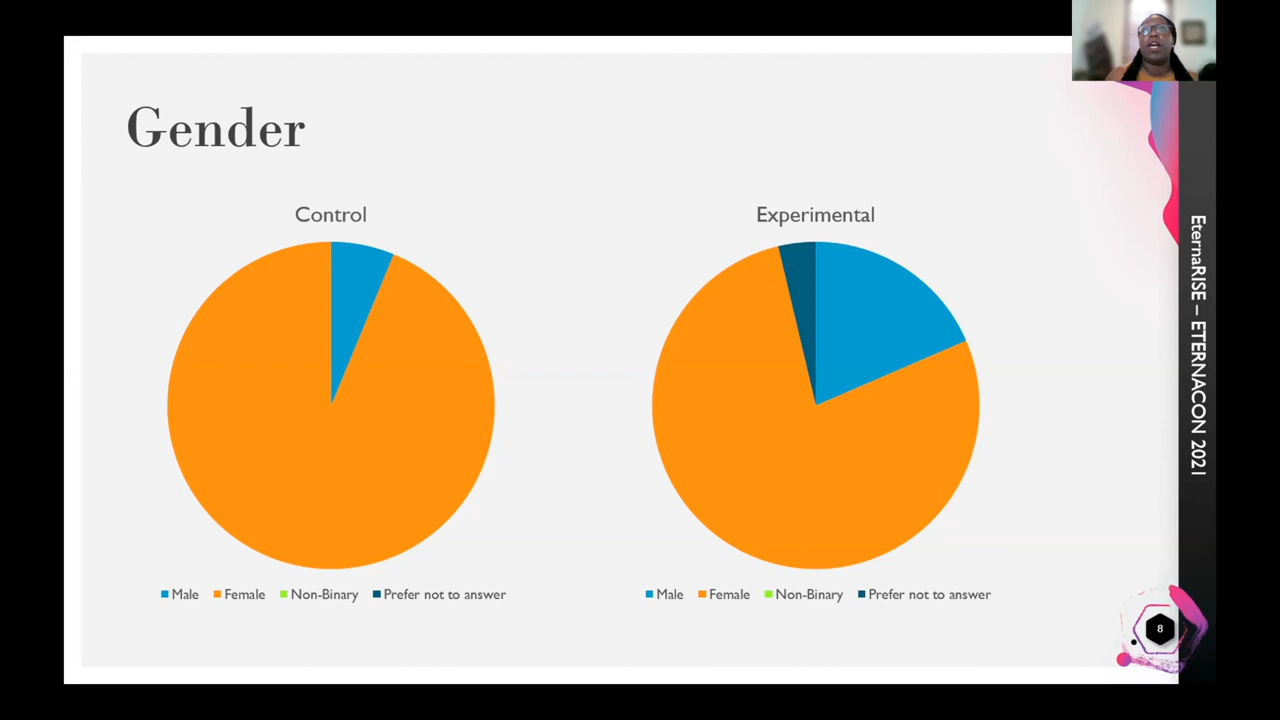 Gender
Control
Male Female Non-Binary Prefer not to answer
Experimental
Male Female Non-Binary Prefer not to answer
EternaRISE – ETERNACON 2021
8